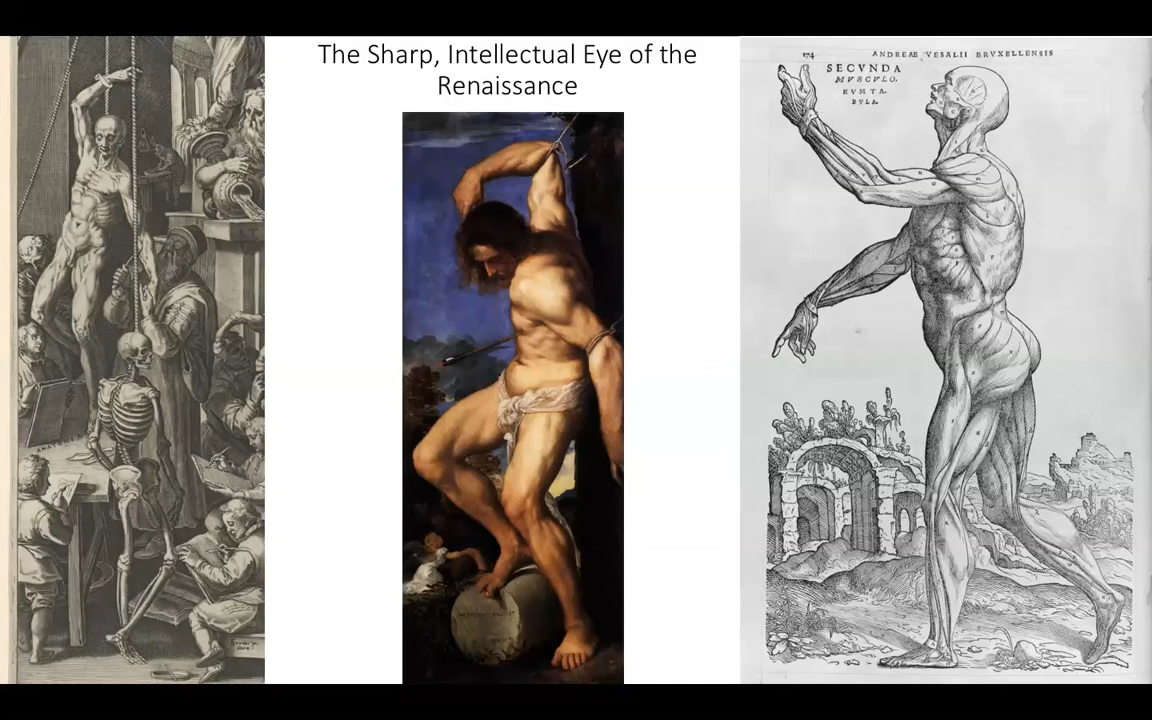 The Sharp, Intellectual Eye of the
Renaissance
174
ANDREAE VESALII BRVXELLENSIS
SECVNDA
MVSCVLO,
RVM TA-
BVLA.